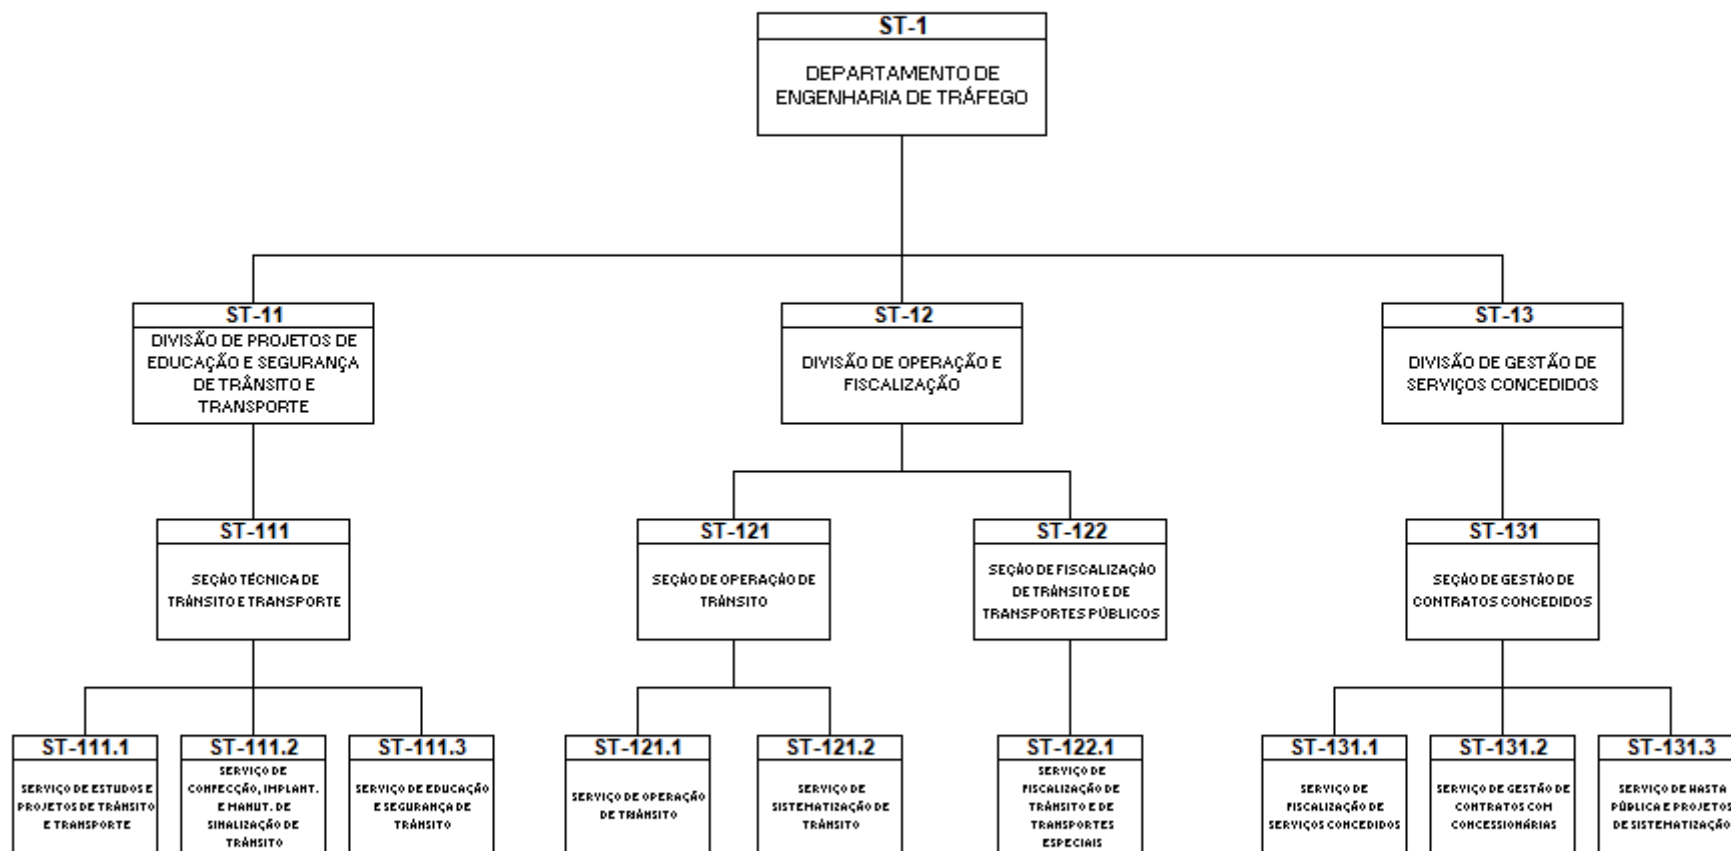 ST-1
DEPARTAMENTO DE
ENGENHARIA DE TRÁFEGO
ST-11
DIVISÃO DE PROJETOS DE
EDUCAÇÃO E SEGURANÇA
DE TRÂNSITO E
TRANSPORTE
ST-12
DIVISÃO DE OPERAÇÃO E
FISCALIZAÇÃO
ST-13
DIVISÃO DE GESTÃO DE
SERVIÇOS CONCEDIDOS
ST-111
SEÇÃO TÉCNICA DE
TRÂNSITO E TRANSPORTE
ST-121
SEÇÃO DE OPERAÇÃO DE
TRÂNSITO
ST-122
SEÇÃO DE FISCALIZAÇÃO
DE TRÂNSITO E DE
TRANSPORTES PÚBLICOS
ST-131
SEÇÃO DE GESTÃO DE
CONTRATOS CONCEDIDOS
ST-111.1
SERVIÇO DE ESTUDOS E
PROJETOS DE TRÂNSITO
E TRANSPORTE
ST-111.2
SERVIÇO DE
CONFECÇÃO, IMPLANT.
E MANUT. DE
SINALIZAÇÃO DE
TRÂNSITO
ST-111.3
SERVIÇO DE EDUCAÇÃO
E SEGURANÇA DE
TRÂNSITO
ST-121.1
SERVIÇO DE OPERAÇÃO
DE TRÂNSITO
ST-121.2
SERVIÇO DE
SISTEMATIZAÇÃO DE
TRÂNSITO
ST-122.1
SERVIÇO DE
FISCALIZAÇÃO DE
TRÂNSITO E DE
TRANSPORTES
ESPECIAIS
ST-131.1
SERVIÇO DE
FISCALIZAÇÃO DE
SERVIÇOS CONCEDIDOS
ST-131.2
SERVIÇO DE GESTÃO DE
CONTRATOS COM
CONCESSIONÁRIAS
ST-131.3
SERVIÇO DE HASTA
PÚBLICA E PROJETOS
DE SISTEMATIZAÇÃO